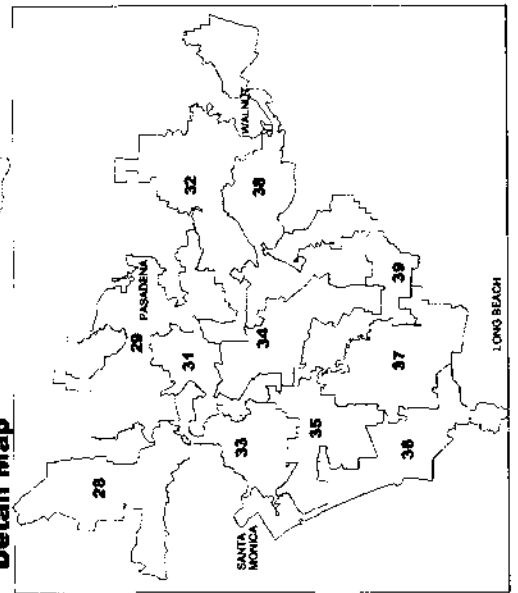 Detail Map
28
29
PASADENA
31
32
WALNUT
33
34
38
SANTA
MONICA
35
36
37
39
LONG BEACH